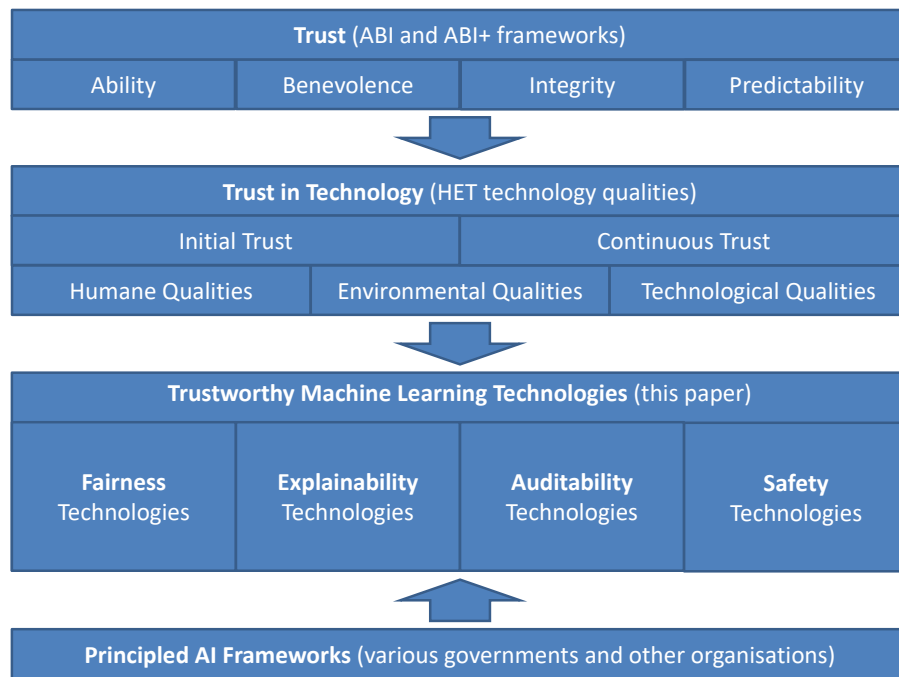 Trust (ABI and ABI+ frameworks)
Ability Benevolence Integrity Predictability
Trust in Technology (HET technology qualities)
Initial Trust Continuous Trust
Humane Qualities Environmental Qualities Technological Qualities
Trustworthy Machine Learning Technologies (this paper)
Fairness Explainability Auditability Safety
Technologies Technologies Technologies Technologies
Principled AI Frameworks (various governments and other organisations)